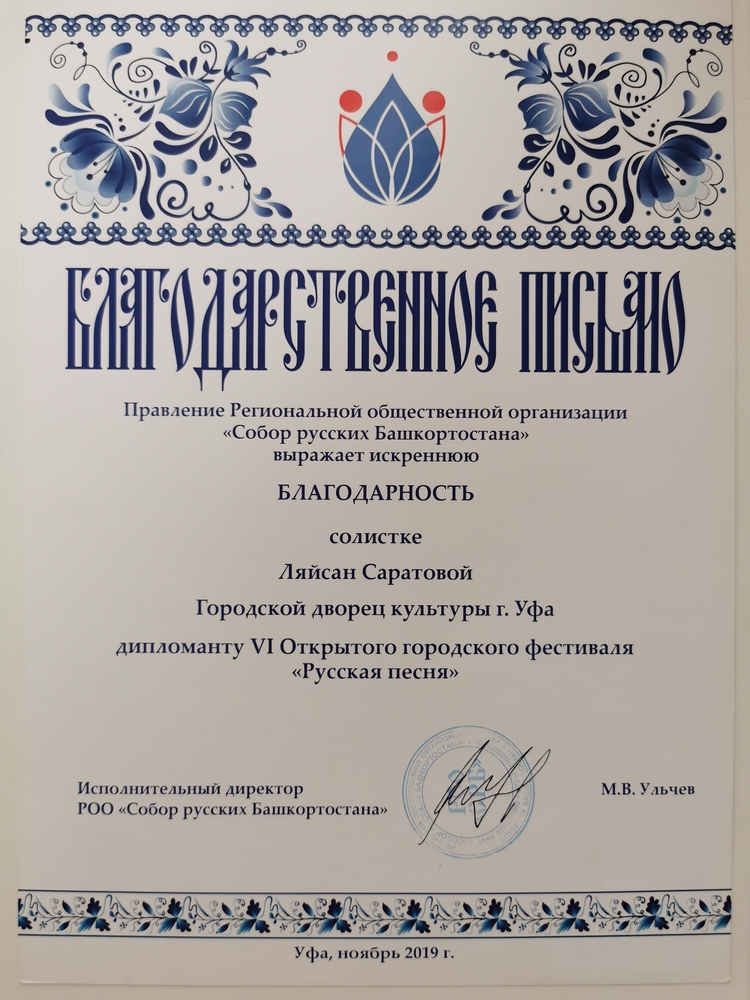 БЛАГОДАРСТВЕННОЕ ПИСЬМО
Правление Региональной общественной организации
«Собор русских Башкортостана»
выражает искреннюю
БЛАГОДАРНОСТЬ
солистке
Ляйсан Саратовой
Городской дворец культуры г. Уфа
дипломанту VI Открытого городского фестиваля
«Русская песня»
Исполнительный директор
РОО «Собор русских Башкортостана»
М.В. Ульчев
Уфа, ноябрь 2019 г.